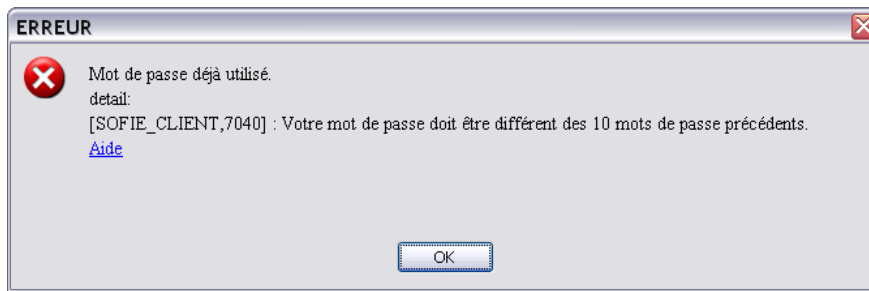 ERREUR
Mot de passe déjà utilisé.
detail:
[SOFIE_CLIENT,7040] : Votre mot de passe doit être différent des 10 mots de passe précédents.
Aide
OK